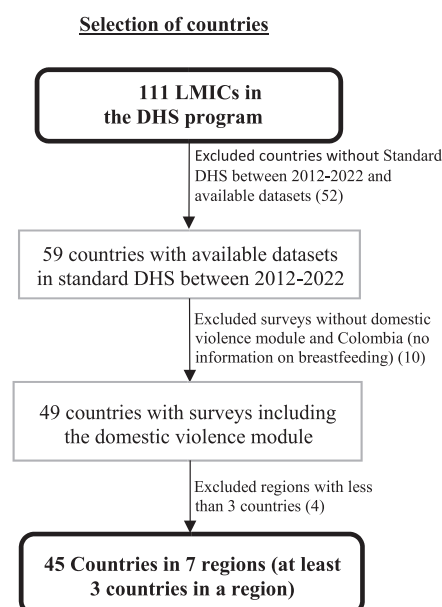 Selection of countries
111 LMICs in
the DHS program
Excluded countries without Standard
DHS between 2012-2022 and
available datasets (52)
59 countries with available datasets
in standard DHS between 2012-2022
Excluded surveys without domestic
violence module and Colombia (no
information on breastfeeding) (10)
49 countries with surveys including
the domestic violence module
Excluded regions with less
than 3 countries (4)
45 Countries in 7 regions (at least
3 countries in a region)